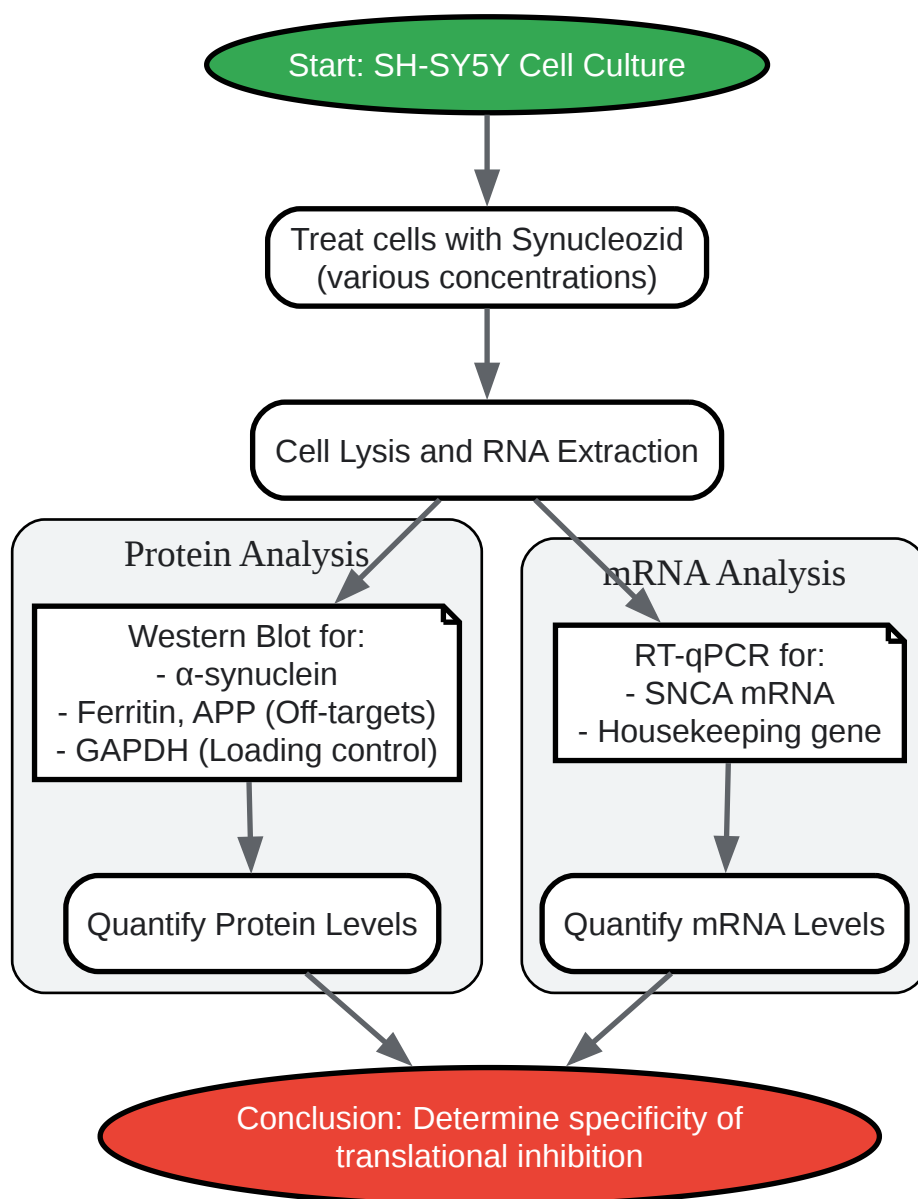 Start: SH-SY5Y Cell Culture
Treat cells with Synucleozid
(various concentrations)
Cell Lysis and RNA Extraction
Protein Analysis
Western Blot for:
- α-synuclein
- Ferritin, APP (Off-targets)
- GAPDH (Loading control)
Quantify Protein Levels
mRNA Analysis
RT-qPCR for:
- SNCA mRNA
- Housekeeping gene
Quantify mRNA Levels
Conclusion: Determine specificity of
translational inhibition